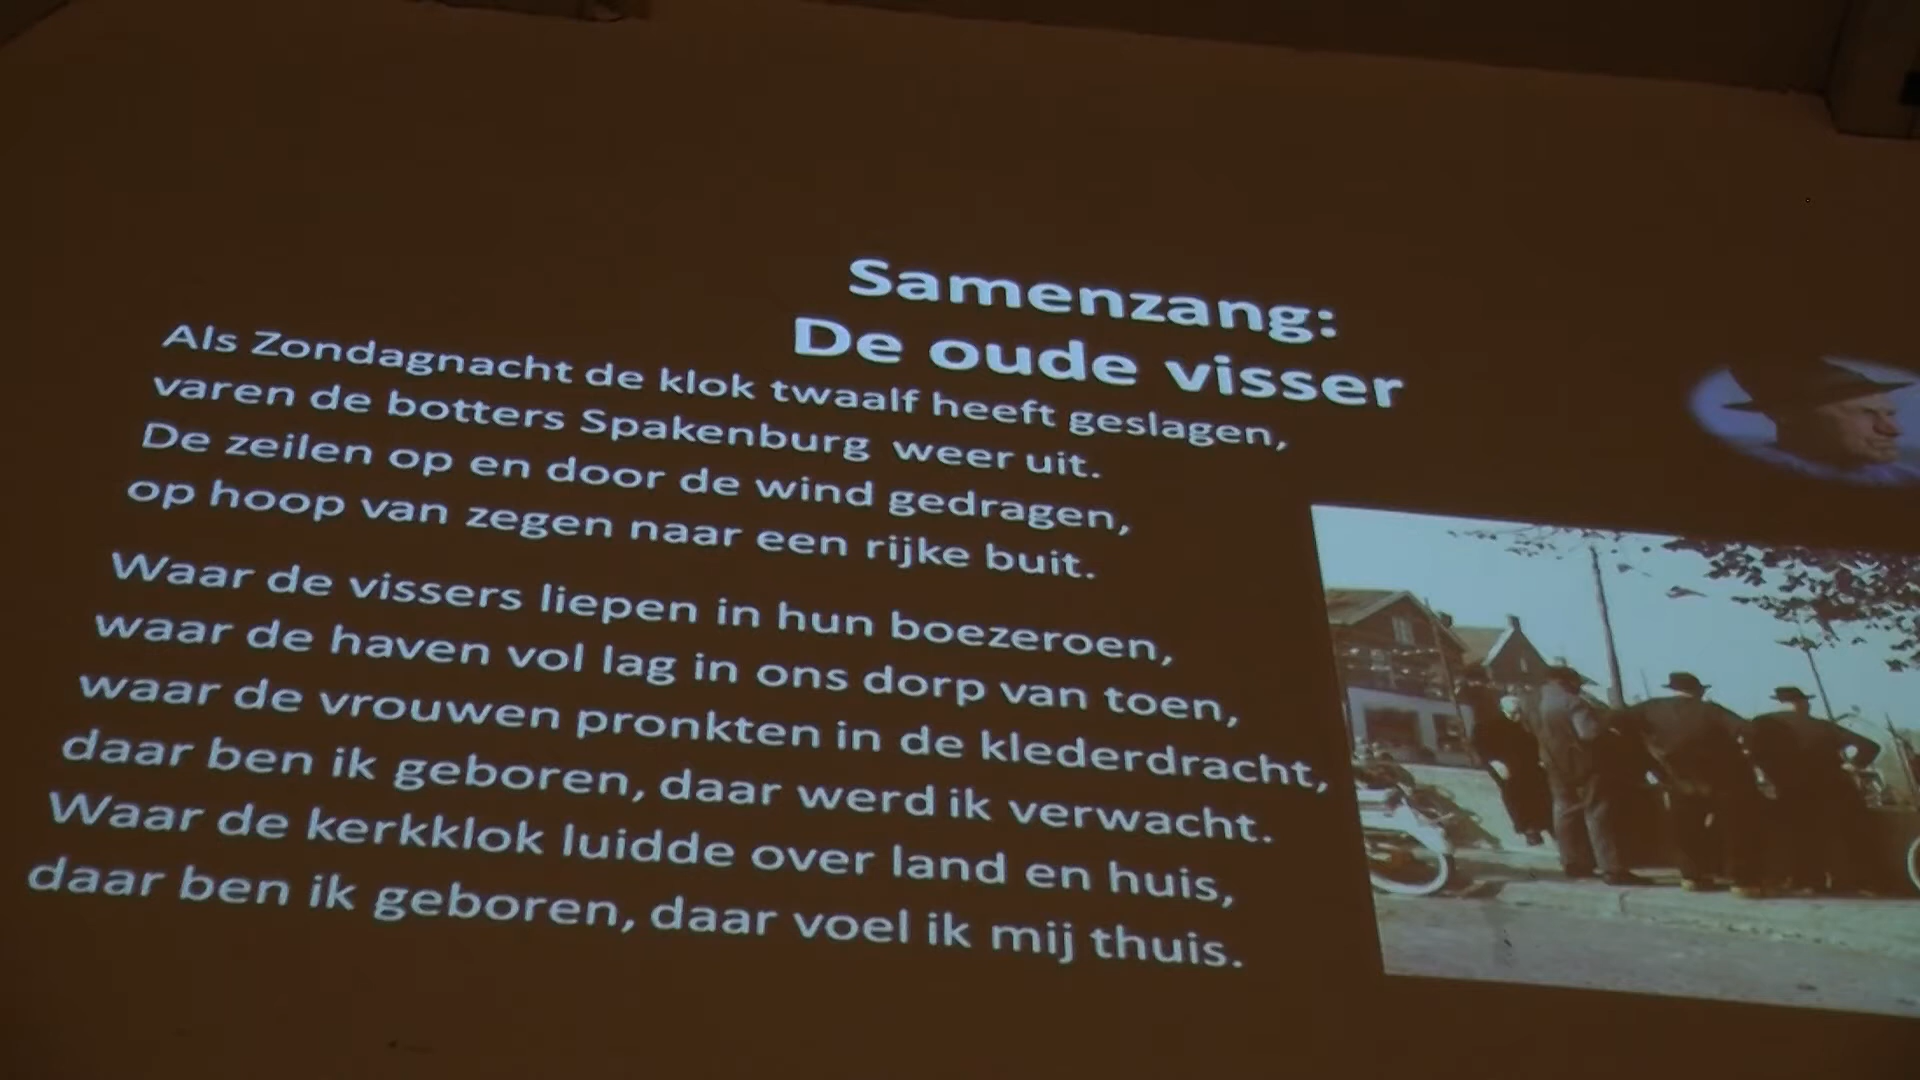 Samenzang:
De oude visser
Als Zondagnacht de klok twaalf heeft geslagen,
varen de botters Spakenburg weer uit.
De zeilen op en door de wind gedragen,
op hoop van zegen naar een rijke buit.
Waar de vissers liepen in hun boezeroen,
waar de haven vol lag in ons dorp van toen,
waar de vrouwen pronkten in de klederdracht,
daar ben ik geboren, daar werd ik verwacht.
Waar de kerkklok luidde over land en huis,
daar ben ik geboren, daar voel ik mij thuis.